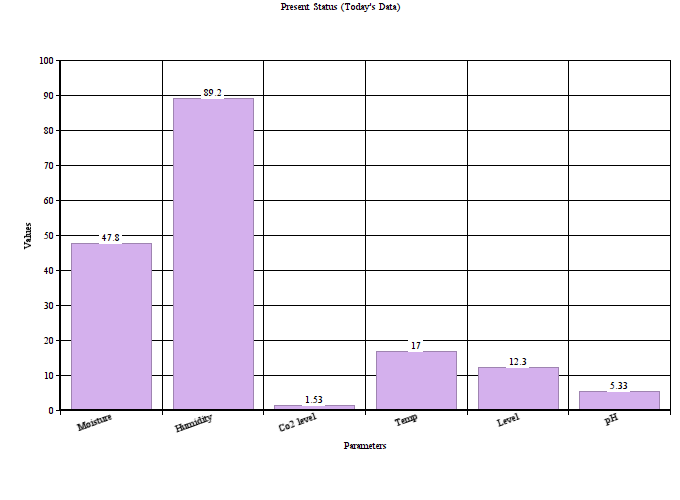 Present Status (Today's Data)
100
90
80
70
60
50
40
30
20
10
0
Values
47.8
89.2
1.53
17
12.3
5.33
Moisture
Humidity
Co2 level
Temp
Level
pH
Parameters